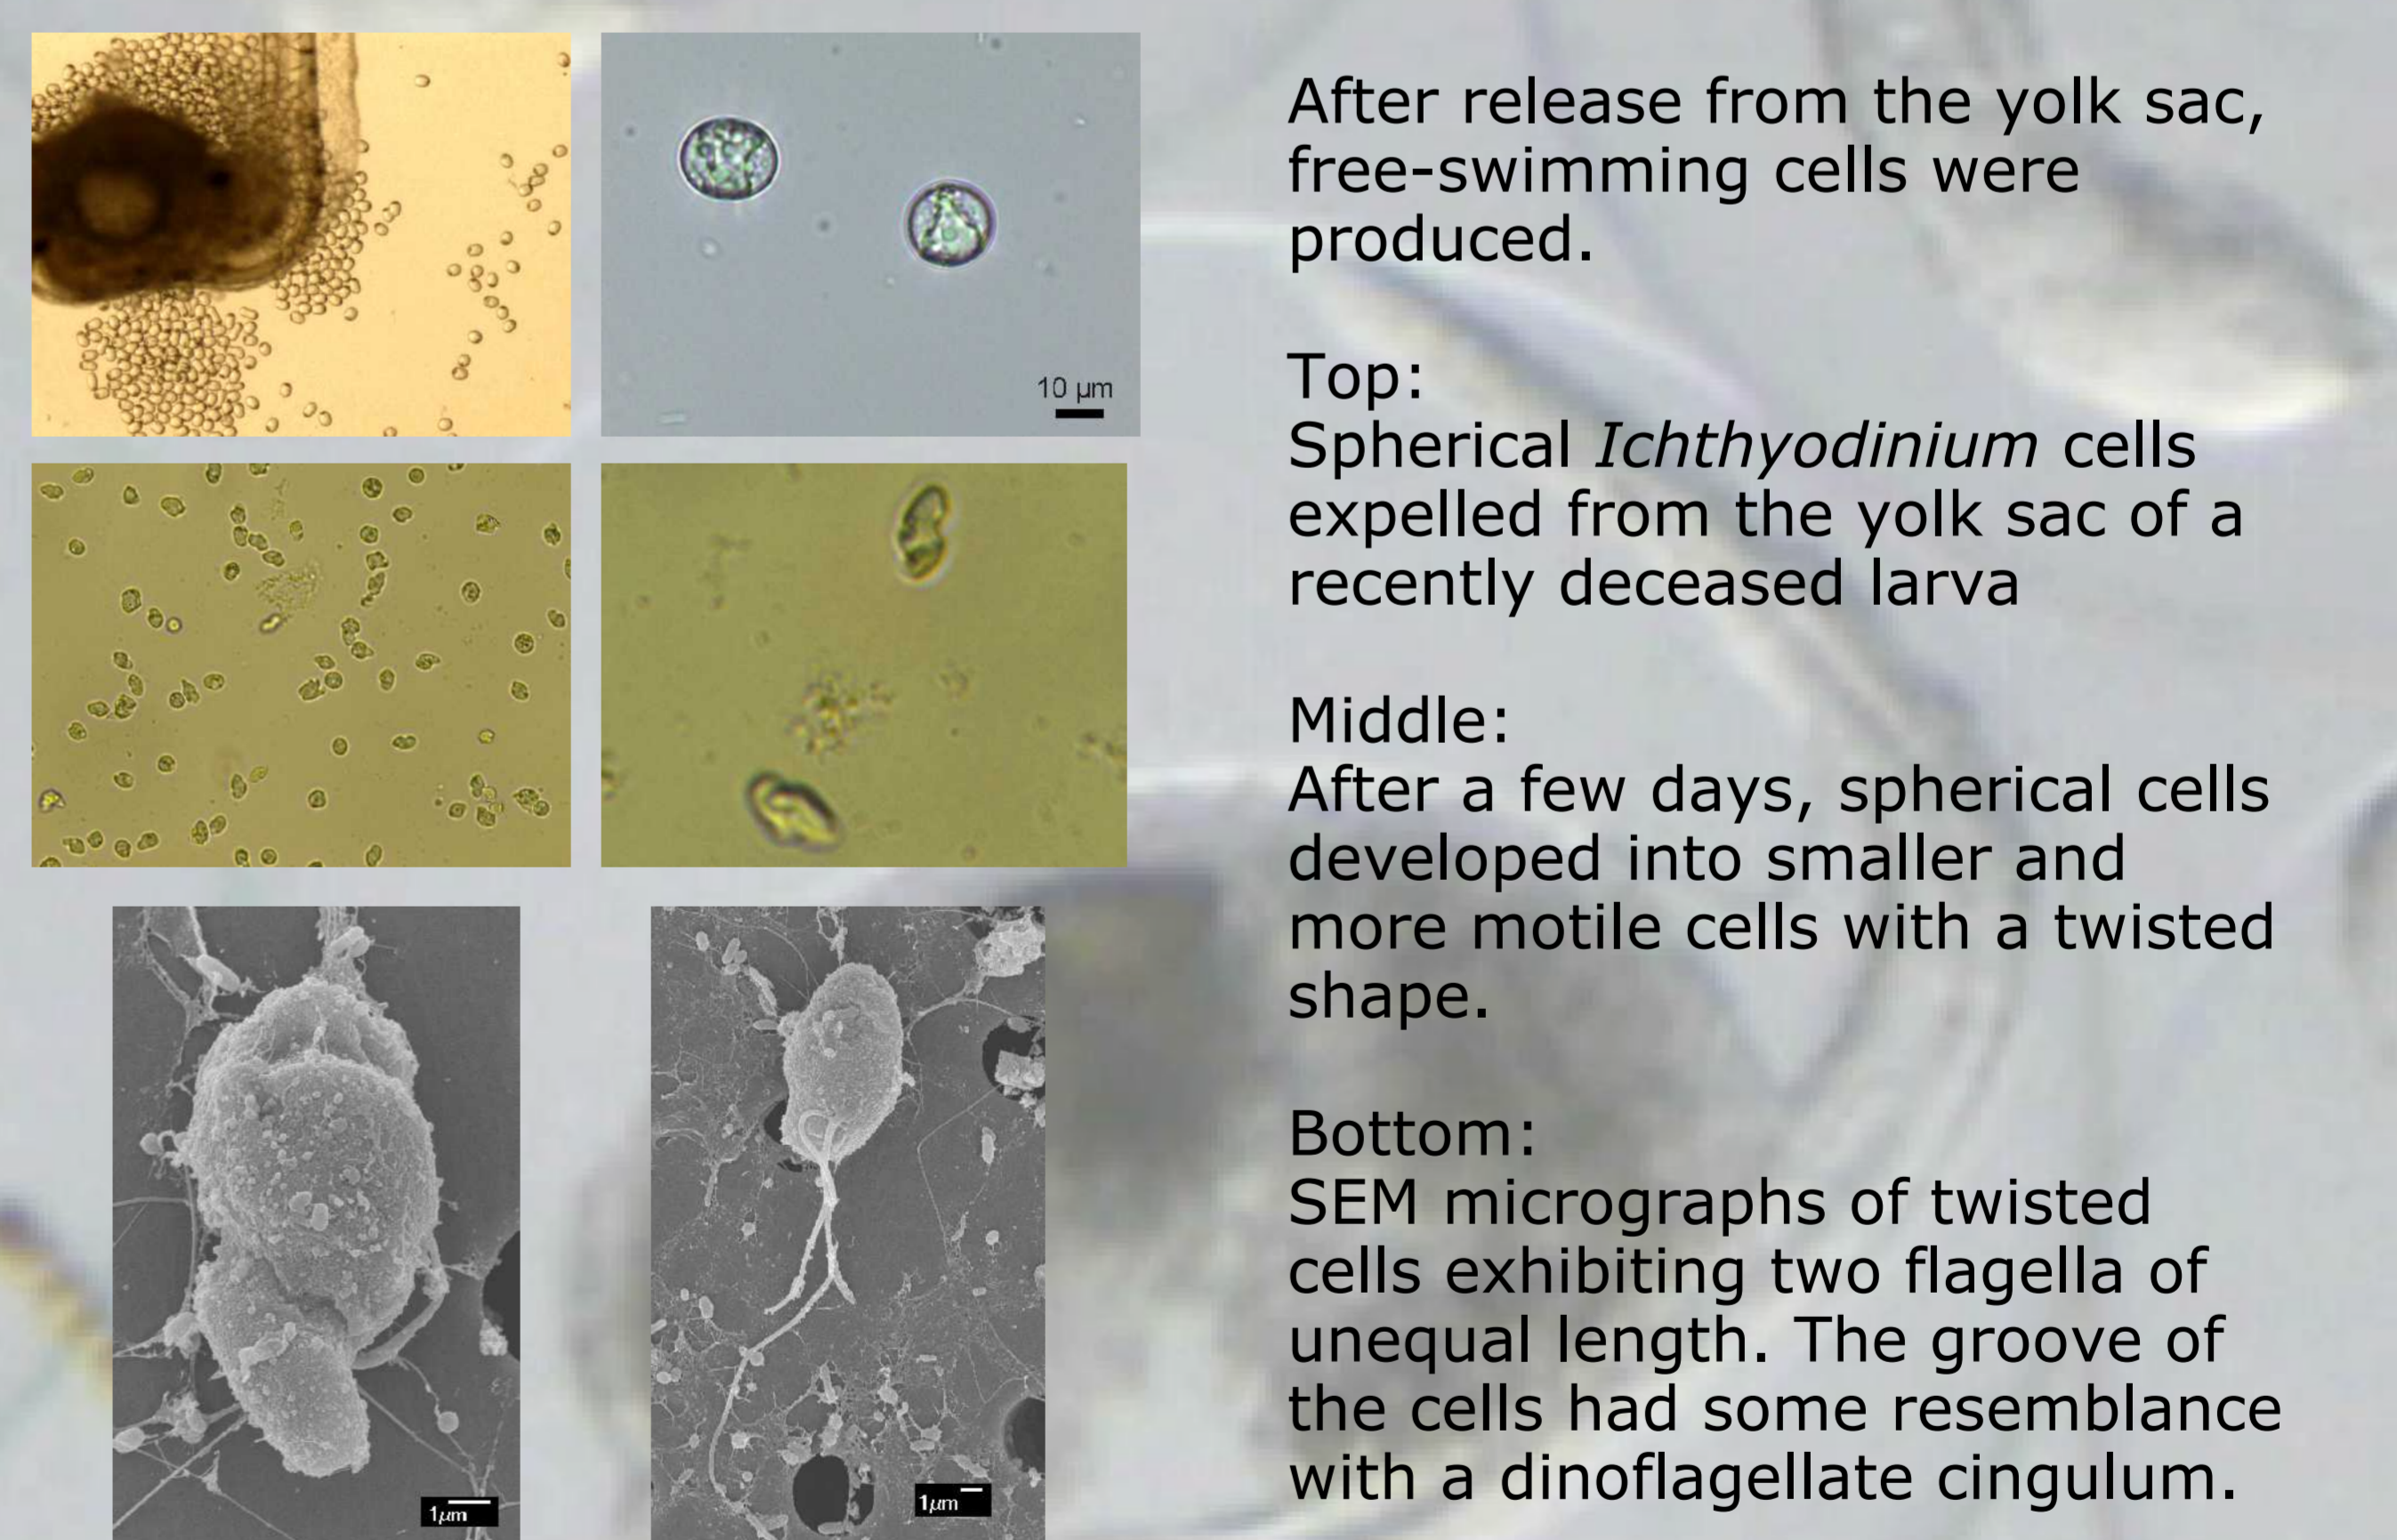 After release from the yolk sac,
free-swimming cells were
produced.
Top:
Spherical Ichthyodinium cells
expelled from the yolk sac of a
recently deceased larva
Middle:
After a few days, spherical cells
developed into smaller and
more motile cells with a twisted
shape.
Bottom:
SEM micrographs of twisted
cells exhibiting two flagella of
unequal length. The groove of
the cells had some resemblance
with a dinoflagellate cingulum.
10 µm
1µm
1µm